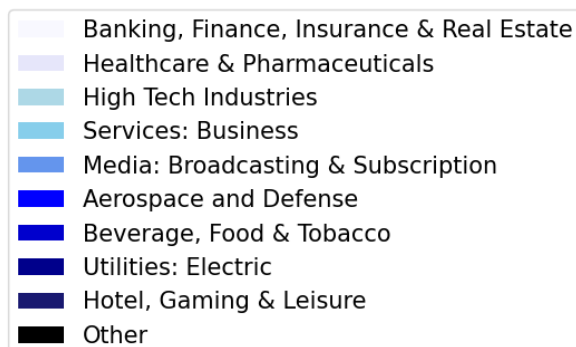 Banking, Finance, Insurance & Real Estate
Healthcare & Pharmaceuticals
High Tech Industries
Services: Business
Media: Broadcasting & Subscription
Aerospace and Defense
Beverage, Food & Tobacco
Utilities: Electric
Hotel, Gaming & Leisure
Other